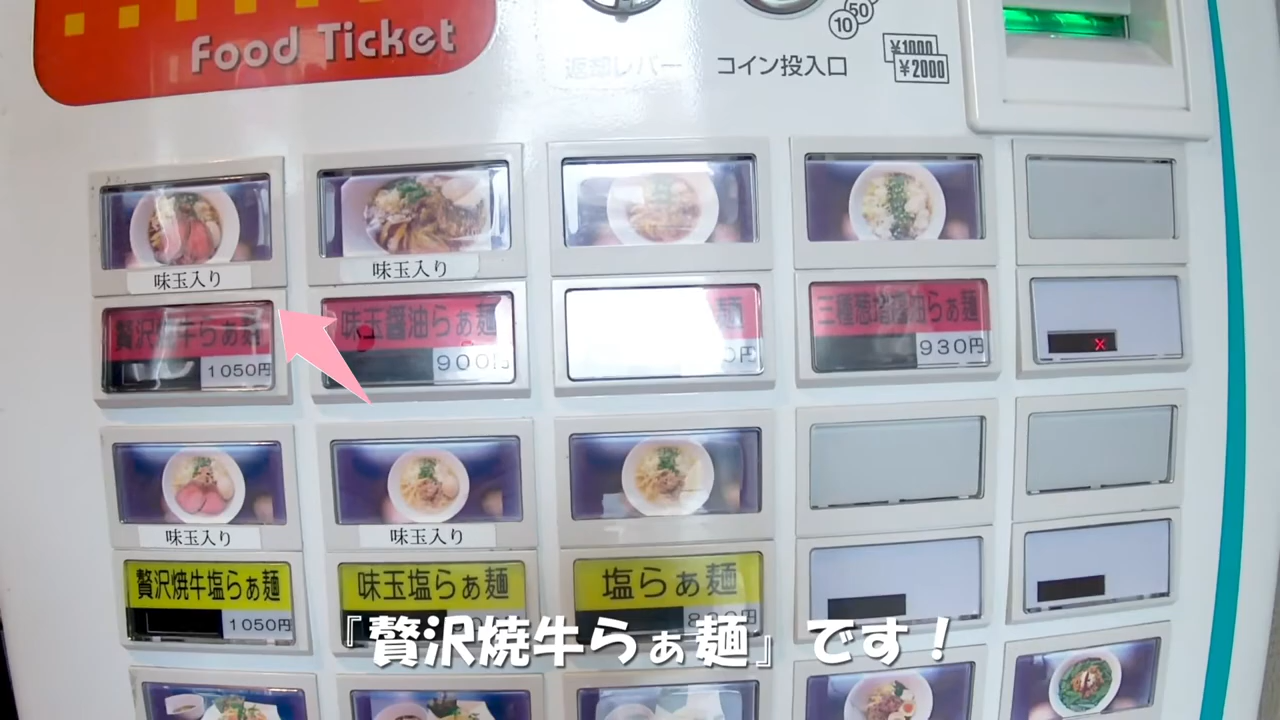 Food Ticket
返却レバー
コイン投入口
10
50
¥1000
¥2000
味玉入り
味玉入り
贅沢焼牛らぁ麺
1050円
味玉醤油らぁ麺
900円
麺
円
三種葱増醤油らぁ麺
930円
×
味玉入り
味玉入り
贅沢焼牛塩らぁ麺
1050円
味玉塩らぁ麺
塩らぁ麺
『贅沢焼牛らぁ麺』です！